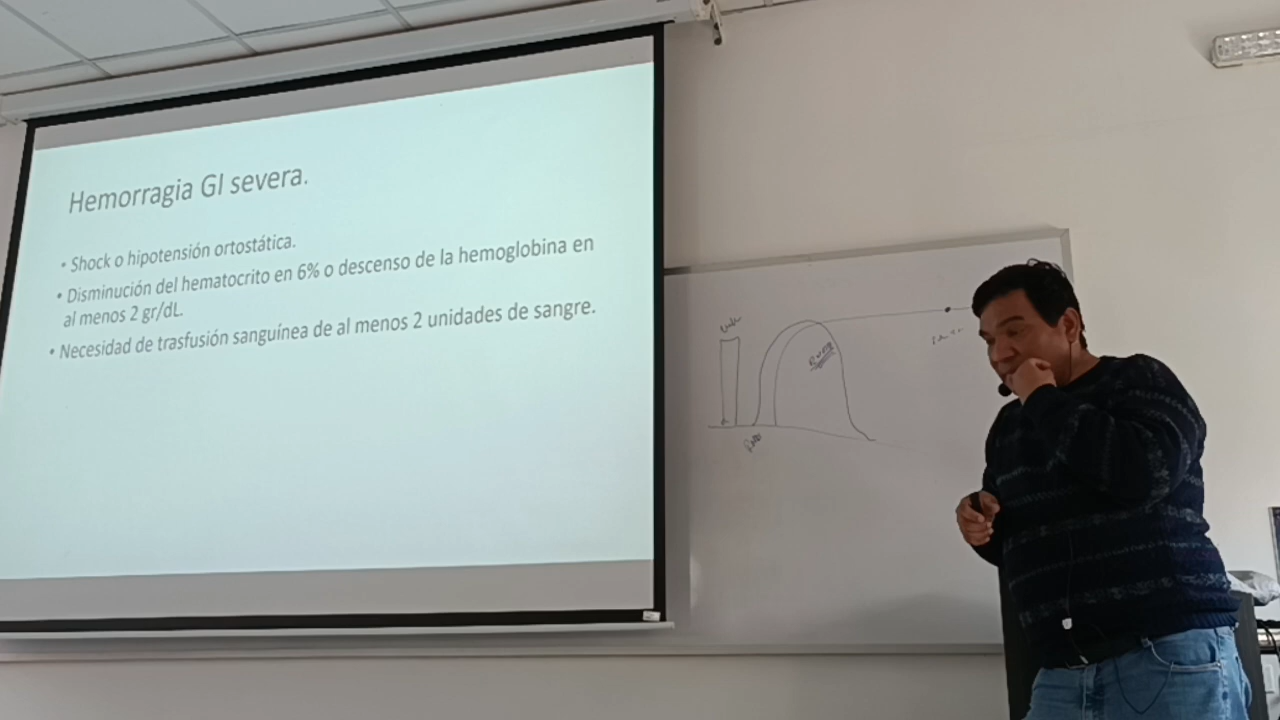 Hemorragia GI severa.
• Shock o hipotensión ortostática.
• Disminución del hematocrito en 6% o descenso de la hemoglobina en
al menos 2 gr/dL.
• Necesidad de trasfusión sanguínea de al menos 2 unidades de sangre.